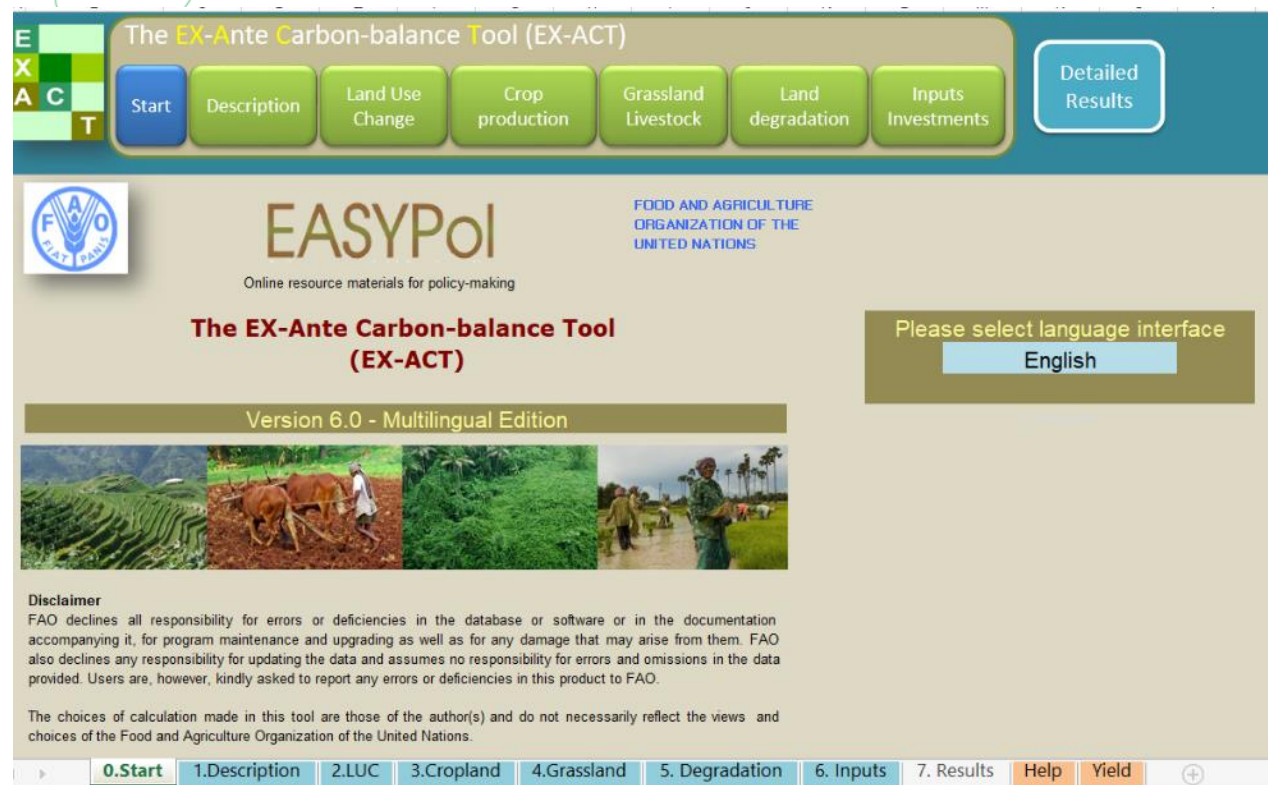 The EX-Ante Carbon-balance Tool (EX-ACT)
E
X
A C
T
Start
Description
Land Use
Change
Crop
production
Grassland
Livestock
Land
degradation
Inputs
Investments
Detailed
Results
FAO
FIAT PANIS
EASYPol
Online resource materials for policy-making
FOOD AND AGRICULTURE
ORGANIZATION OF THE
UNITED NATIONS
The EX-Ante Carbon-balance Tool
(EX-ACT)
Please select language interface
English
Version 6.0 - Multilingual Edition
Disclaimer
FAO declines all responsibility for errors or deficiencies in the database or software or in the documentation
accompanying it, for program maintenance and upgrading as well as for any damage that may arise from them. FAO
also declines any responsibility for updating the data and assumes no responsibility for errors and omissions in the data
provided. Users are, however, kindly asked to report any errors or deficiencies in this product to FAO.
The choices of calculation made in this tool are those of the author(s) and do not necessarily reflect the views and
choices of the Food and Agriculture Organization of the United Nations.
0.Start 1.Description 2.LUC 3.Cropland 4.Grassland 5. Degradation 6. Inputs 7. Results Help Yield